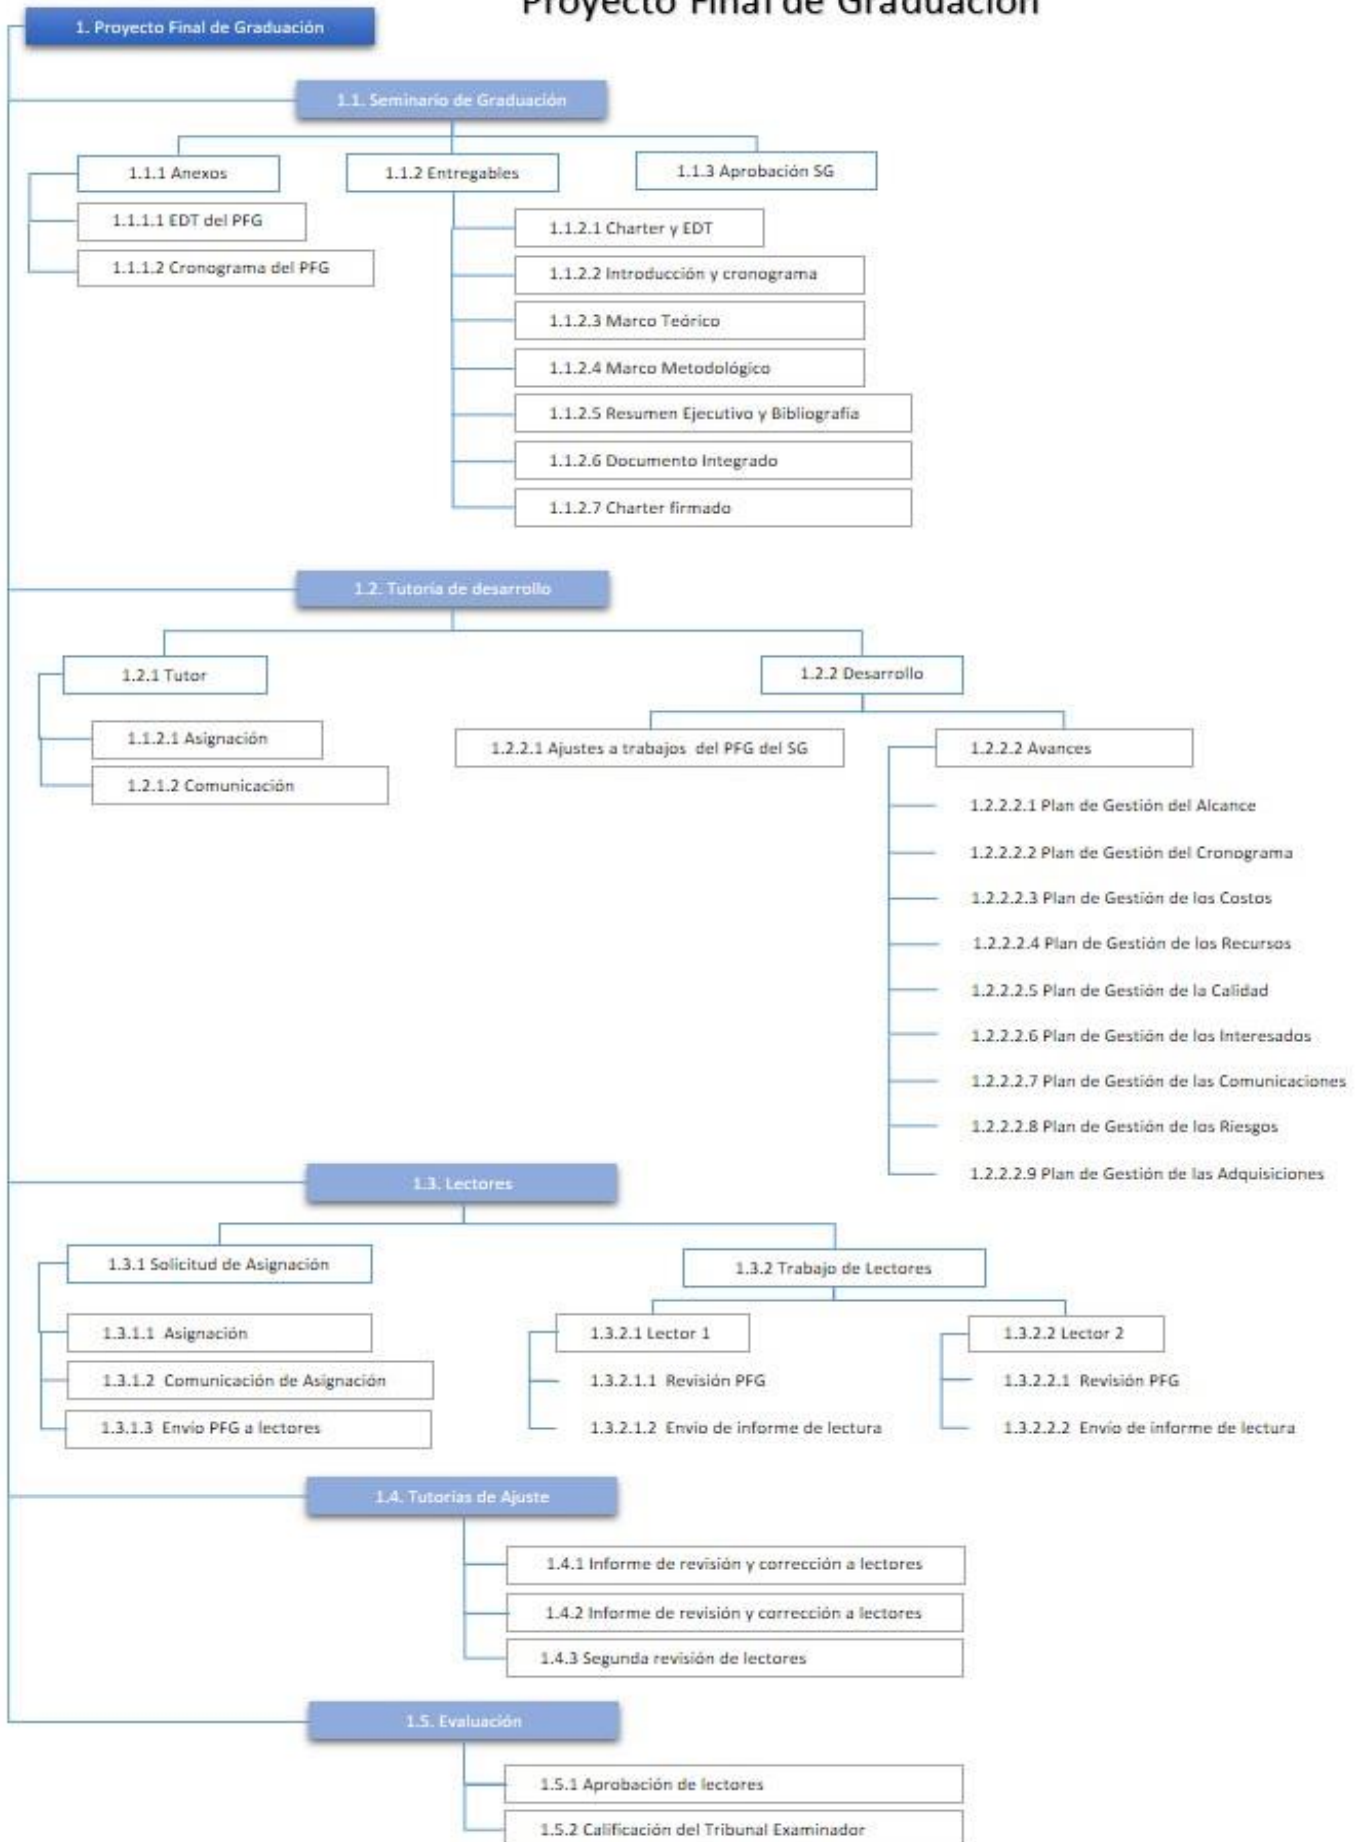 Proyecto Final de Graduación
1. Proyecto Final de Graduación
1.1. Seminario de Graduación
1.1.1 Anexos
1.1.2 Entregables
1.1.3 Aprobación SG
1.1.1.1 EDT del PFG
1.1.1.2 Cronograma del PFG
1.1.2.1 Charter y EDT
1.1.2.2 Introducción y cronograma
1.1.2.3 Marco Teórico
1.1.2.4 Marco Metodológico
1.1.2.5 Resumen Ejecutivo y Bibliografía
1.1.2.6 Documento Integrado
1.1.2.7 Charter firmado
1.2. Tutoría de desarrollo
1.2.1 Tutor
1.2.2 Desarrollo
1.1.2.1 Asignación
1.2.1.2 Comunicación
1.2.2.1 Ajustes a trabajos del PFG del SG
1.2.2.2 Avances
1.2.2.2.1 Plan de Gestión del Alcance
1.2.2.2.2 Plan de Gestión del Cronograma
1.2.2.2.3 Plan de Gestión de los Costos
1.2.2.2.4 Plan de Gestión de los Recursos
1.2.2.2.5 Plan de Gestión de la Calidad
1.2.2.2.6 Plan de Gestión de los Interesados
1.2.2.2.7 Plan de Gestión de las Comunicaciones
1.2.2.2.8 Plan de Gestión de los Riesgos
1.2.2.2.9 Plan de Gestión de las Adquisiciones
1.3. Lectores
1.3.1 Solicitud de Asignación
1.3.2 Trabajo de Lectores
1.3.1.1 Asignación
1.3.1.2 Comunicación de Asignación
1.3.1.3 Envío PFG a lectores
1.3.2.1 Lector 1
1.3.2.1.1 Revisión PFG
1.3.2.1.2 Envío de informe de lectura
1.3.2.2 Lector 2
1.3.2.2.1 Revisión PFG
1.3.2.2.2 Envío de informe de lectura
1.4. Tutorías de Ajuste
1.4.1 Informe de revisión y corrección a lectores
1.4.2 Informe de revisión y corrección a lectores
1.4.3 Segunda revisión de lectores
1.5. Evaluación
1.5.1 Aprobación de lectores
1.5.2 Calificación del Tribunal Examinador